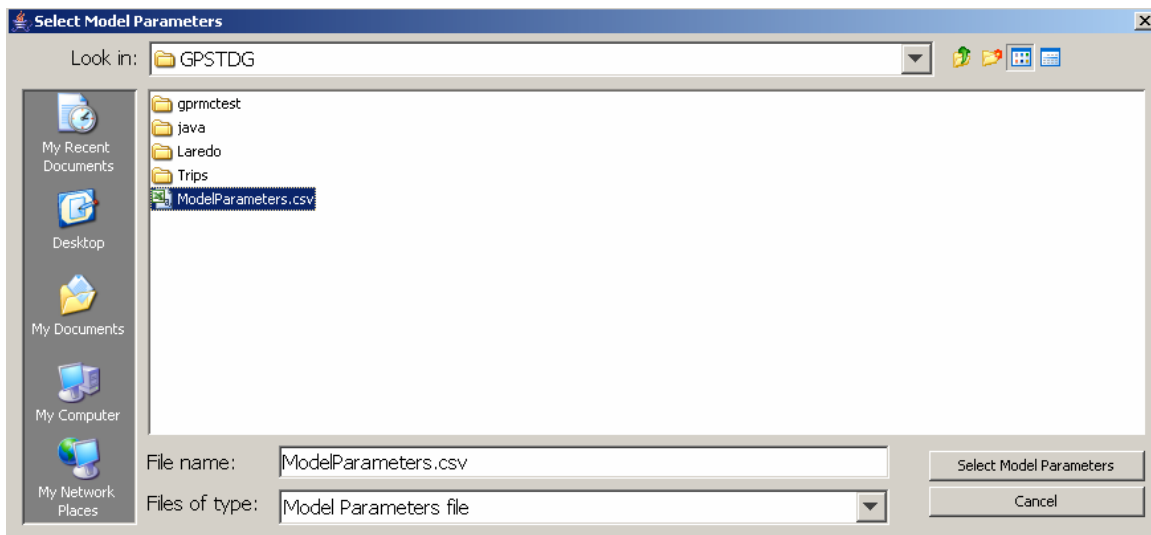 Select Model Parameters
Look in: GPSTDG
My Recent
Documents
Desktop
My Documents
My Computer
My Network
Places
gprmctest
java
Laredo
Trips
ModelParameters.csv
File name: ModelParameters.csv
Select Model Parameters
Files of type: Model Parameters file
Cancel